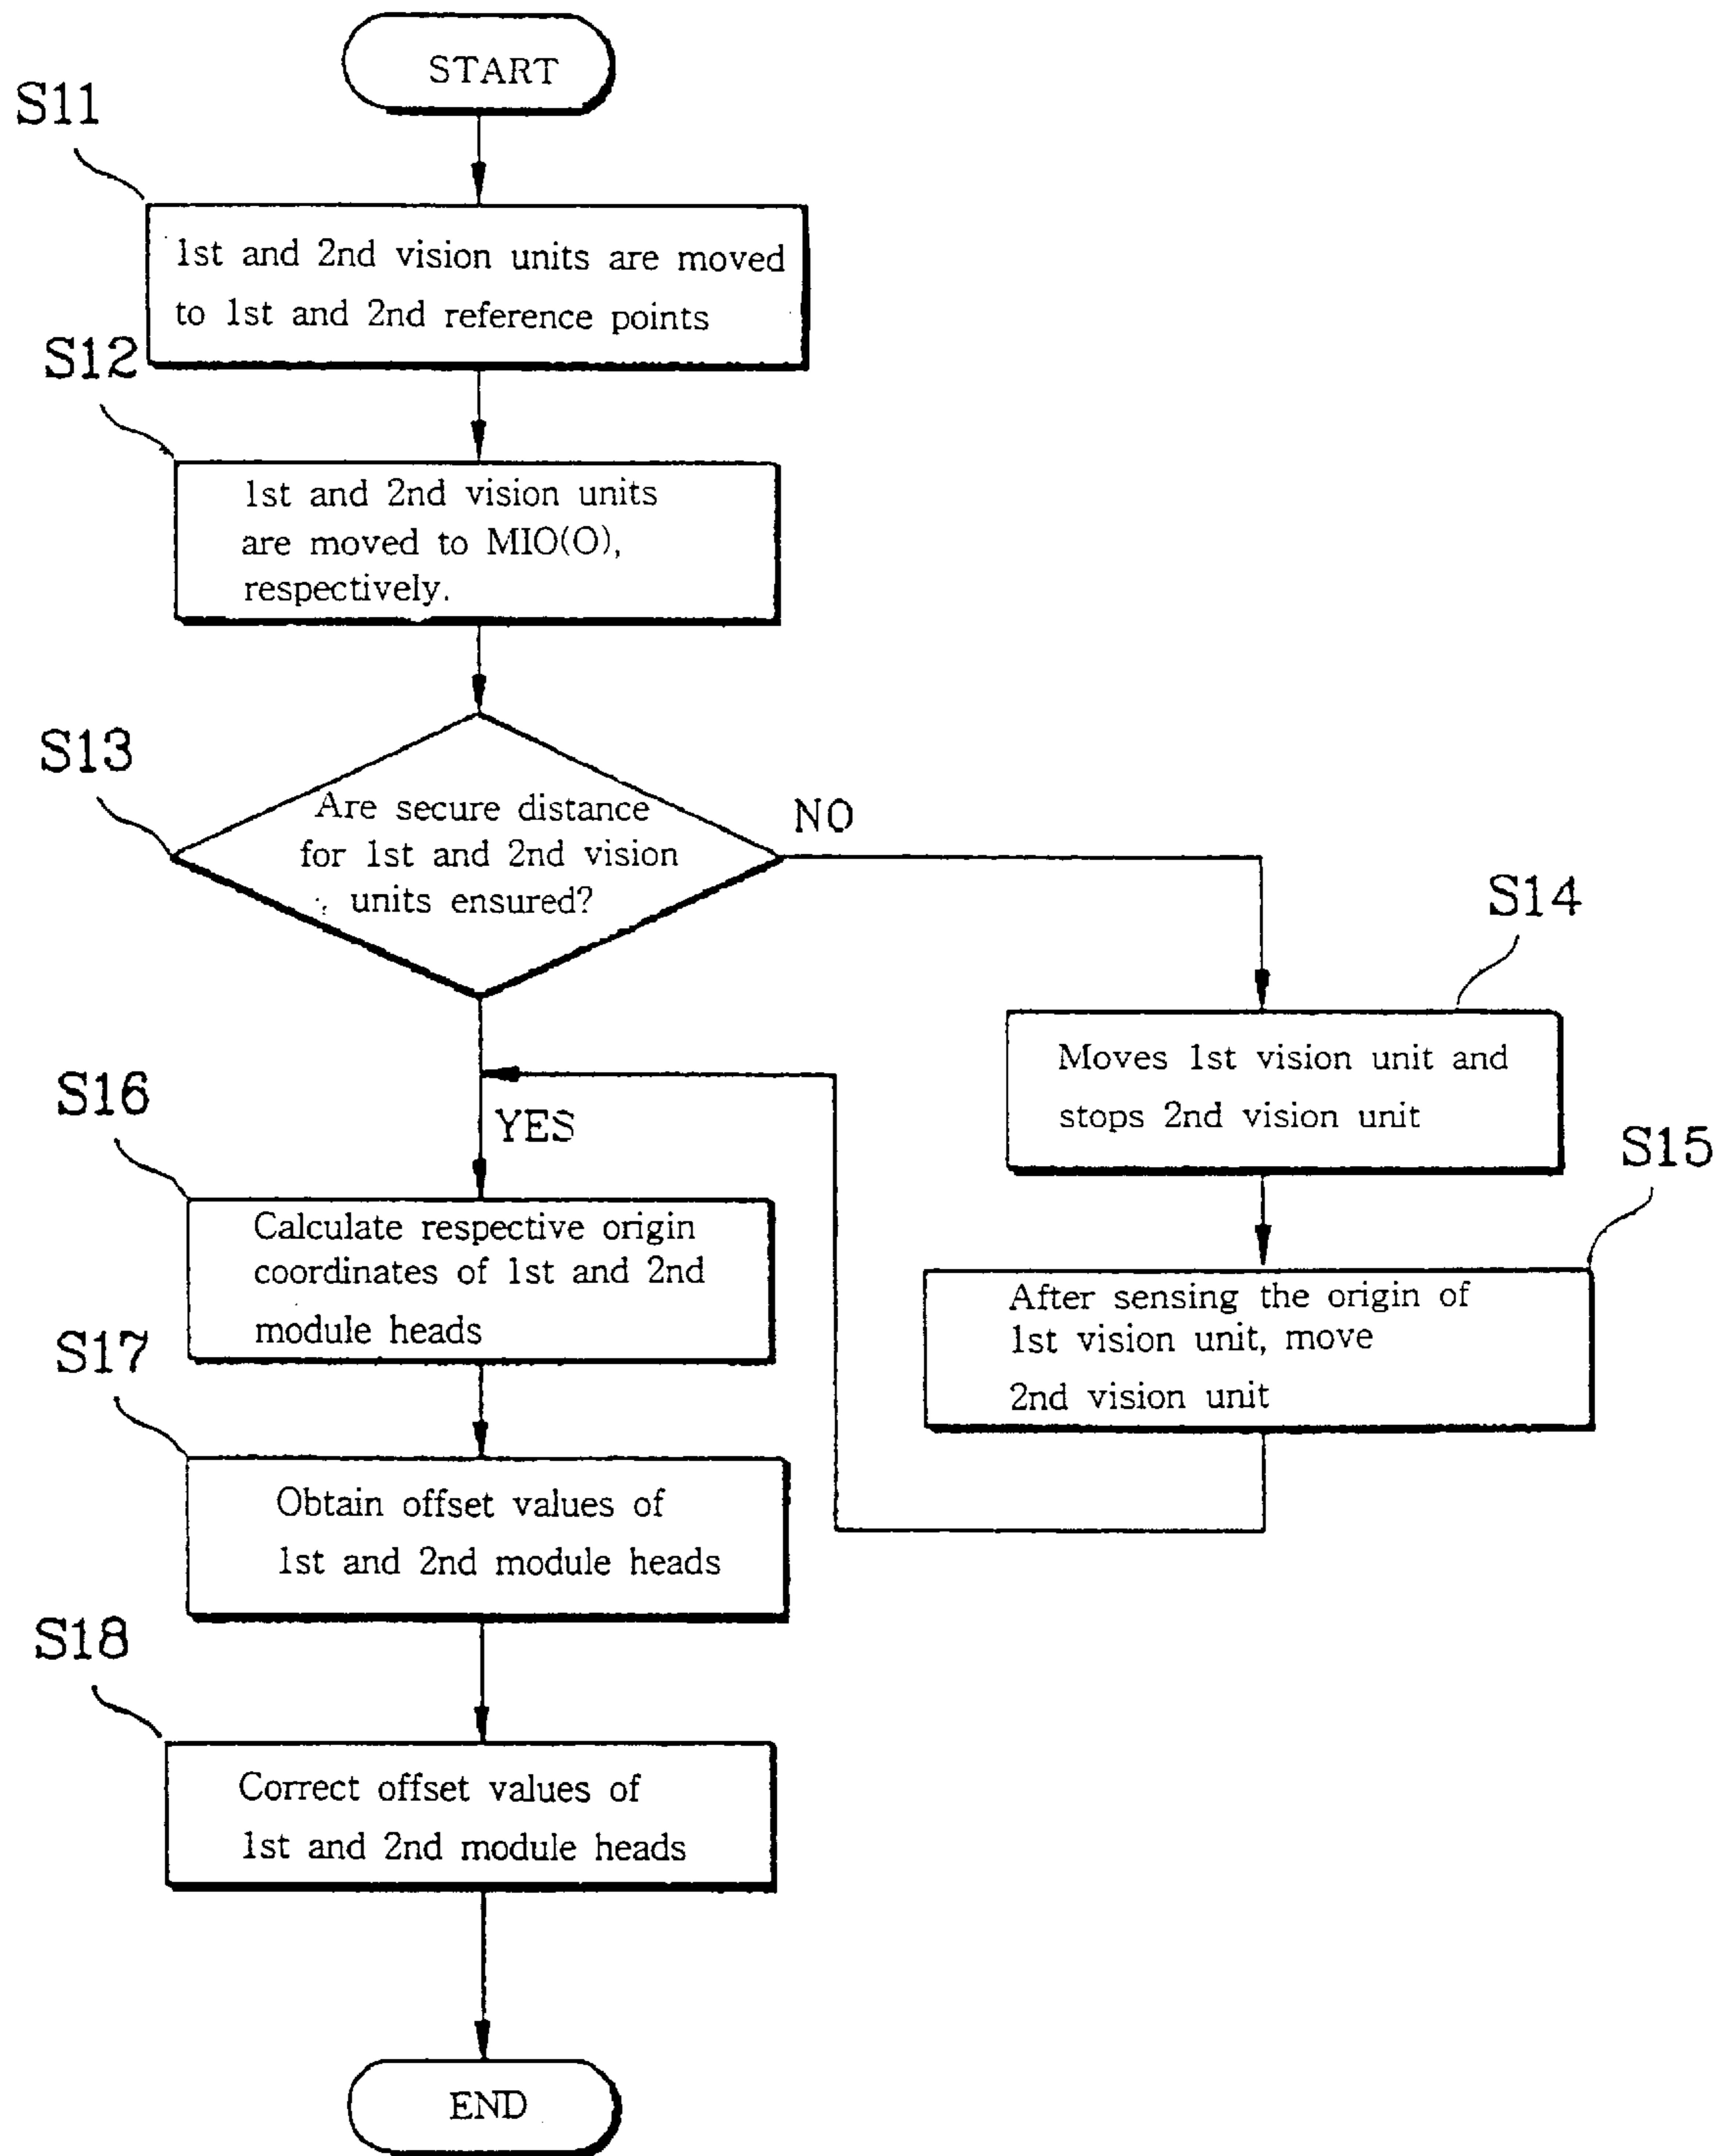 START
S11
1st and 2nd vision units are moved
to 1st and 2nd reference points
S12
1st and 2nd vision units
are moved to MIO(O),
respectively.
S13
Are secure distance
for 1st and 2nd vision
units ensured?
NO
S14
Moves 1st vision unit and
stops 2nd vision unit
S15
After sensing the origin of
1st vision unit, move
2nd vision unit
YES
S16
Calculate respective origin
coordinates of 1st and 2nd
module heads
S17
Obtain offset values of
1st and 2nd module heads
S18
Correct offset values of
1st and 2nd module heads
END